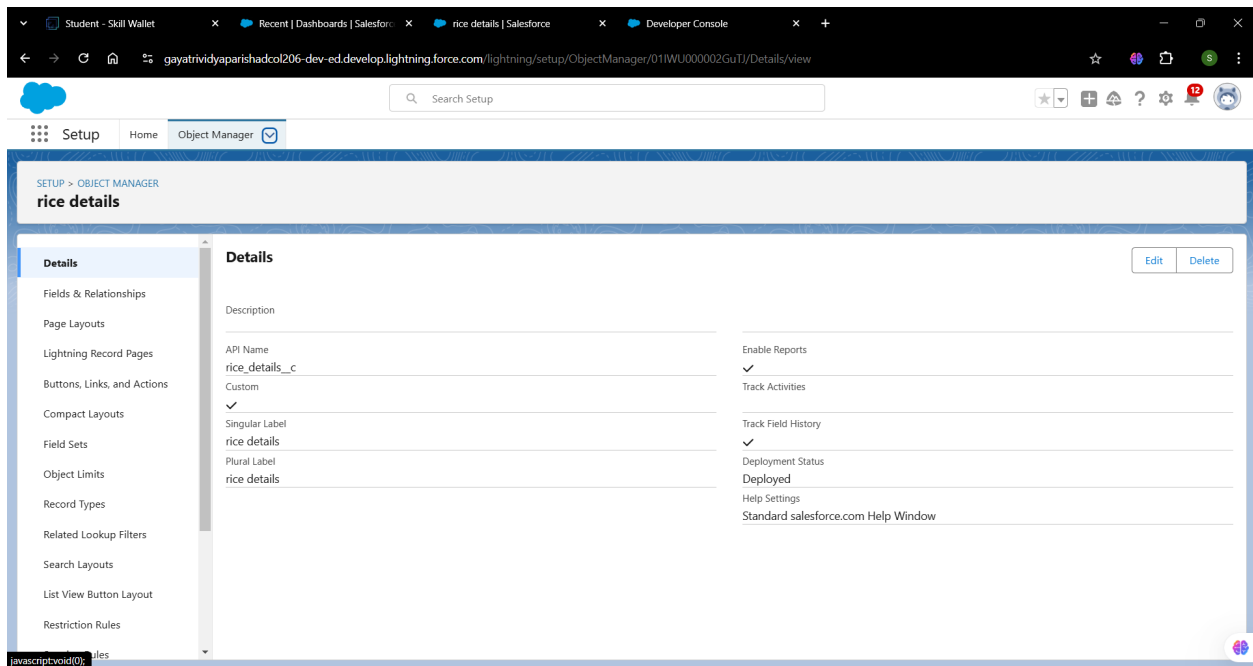 Student - Skill Wallet
Recent | Dashboards | Salesforc
rice details | Salesforce
Developer Console
gayatrividyaparishadcol206-dev-ed.develop.lightning.force.com/lightning/setup/ObjectManager/01IWU000002GuTJ/Details/view
S
Search Setup
12
Setup
Home
Object Manager
SETUP > OBJECT MANAGER
rice details
Details
Fields & Relationships
Page Layouts
Lightning Record Pages
Buttons, Links, and Actions
Compact Layouts
Field Sets
Object Limits
Record Types
Related Lookup Filters
Search Layouts
List View Button Layout
Restriction Rules
Details
Edit
Delete
Description
API Name
rice_details__c
Custom
Singular Label
rice details
Plural Label
rice details
Enable Reports
Track Activities
Track Field History
Deployment Status
Deployed
Help Settings
Standard salesforce.com Help Window
javascript:void(0);